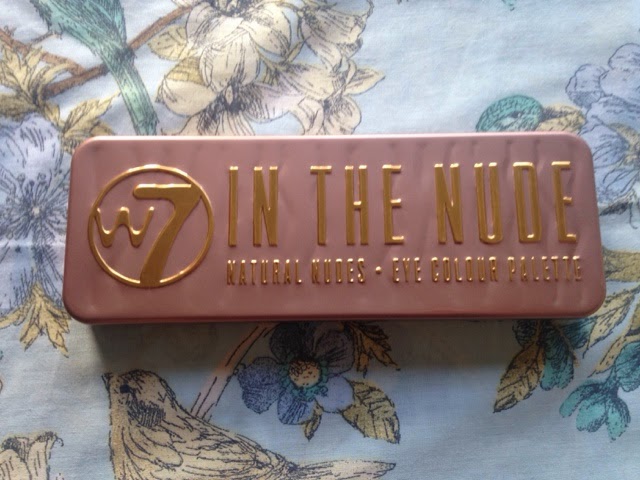 W7
IN THE NUDE
NATURAL NUDES • EYE COLOUR PALETTE